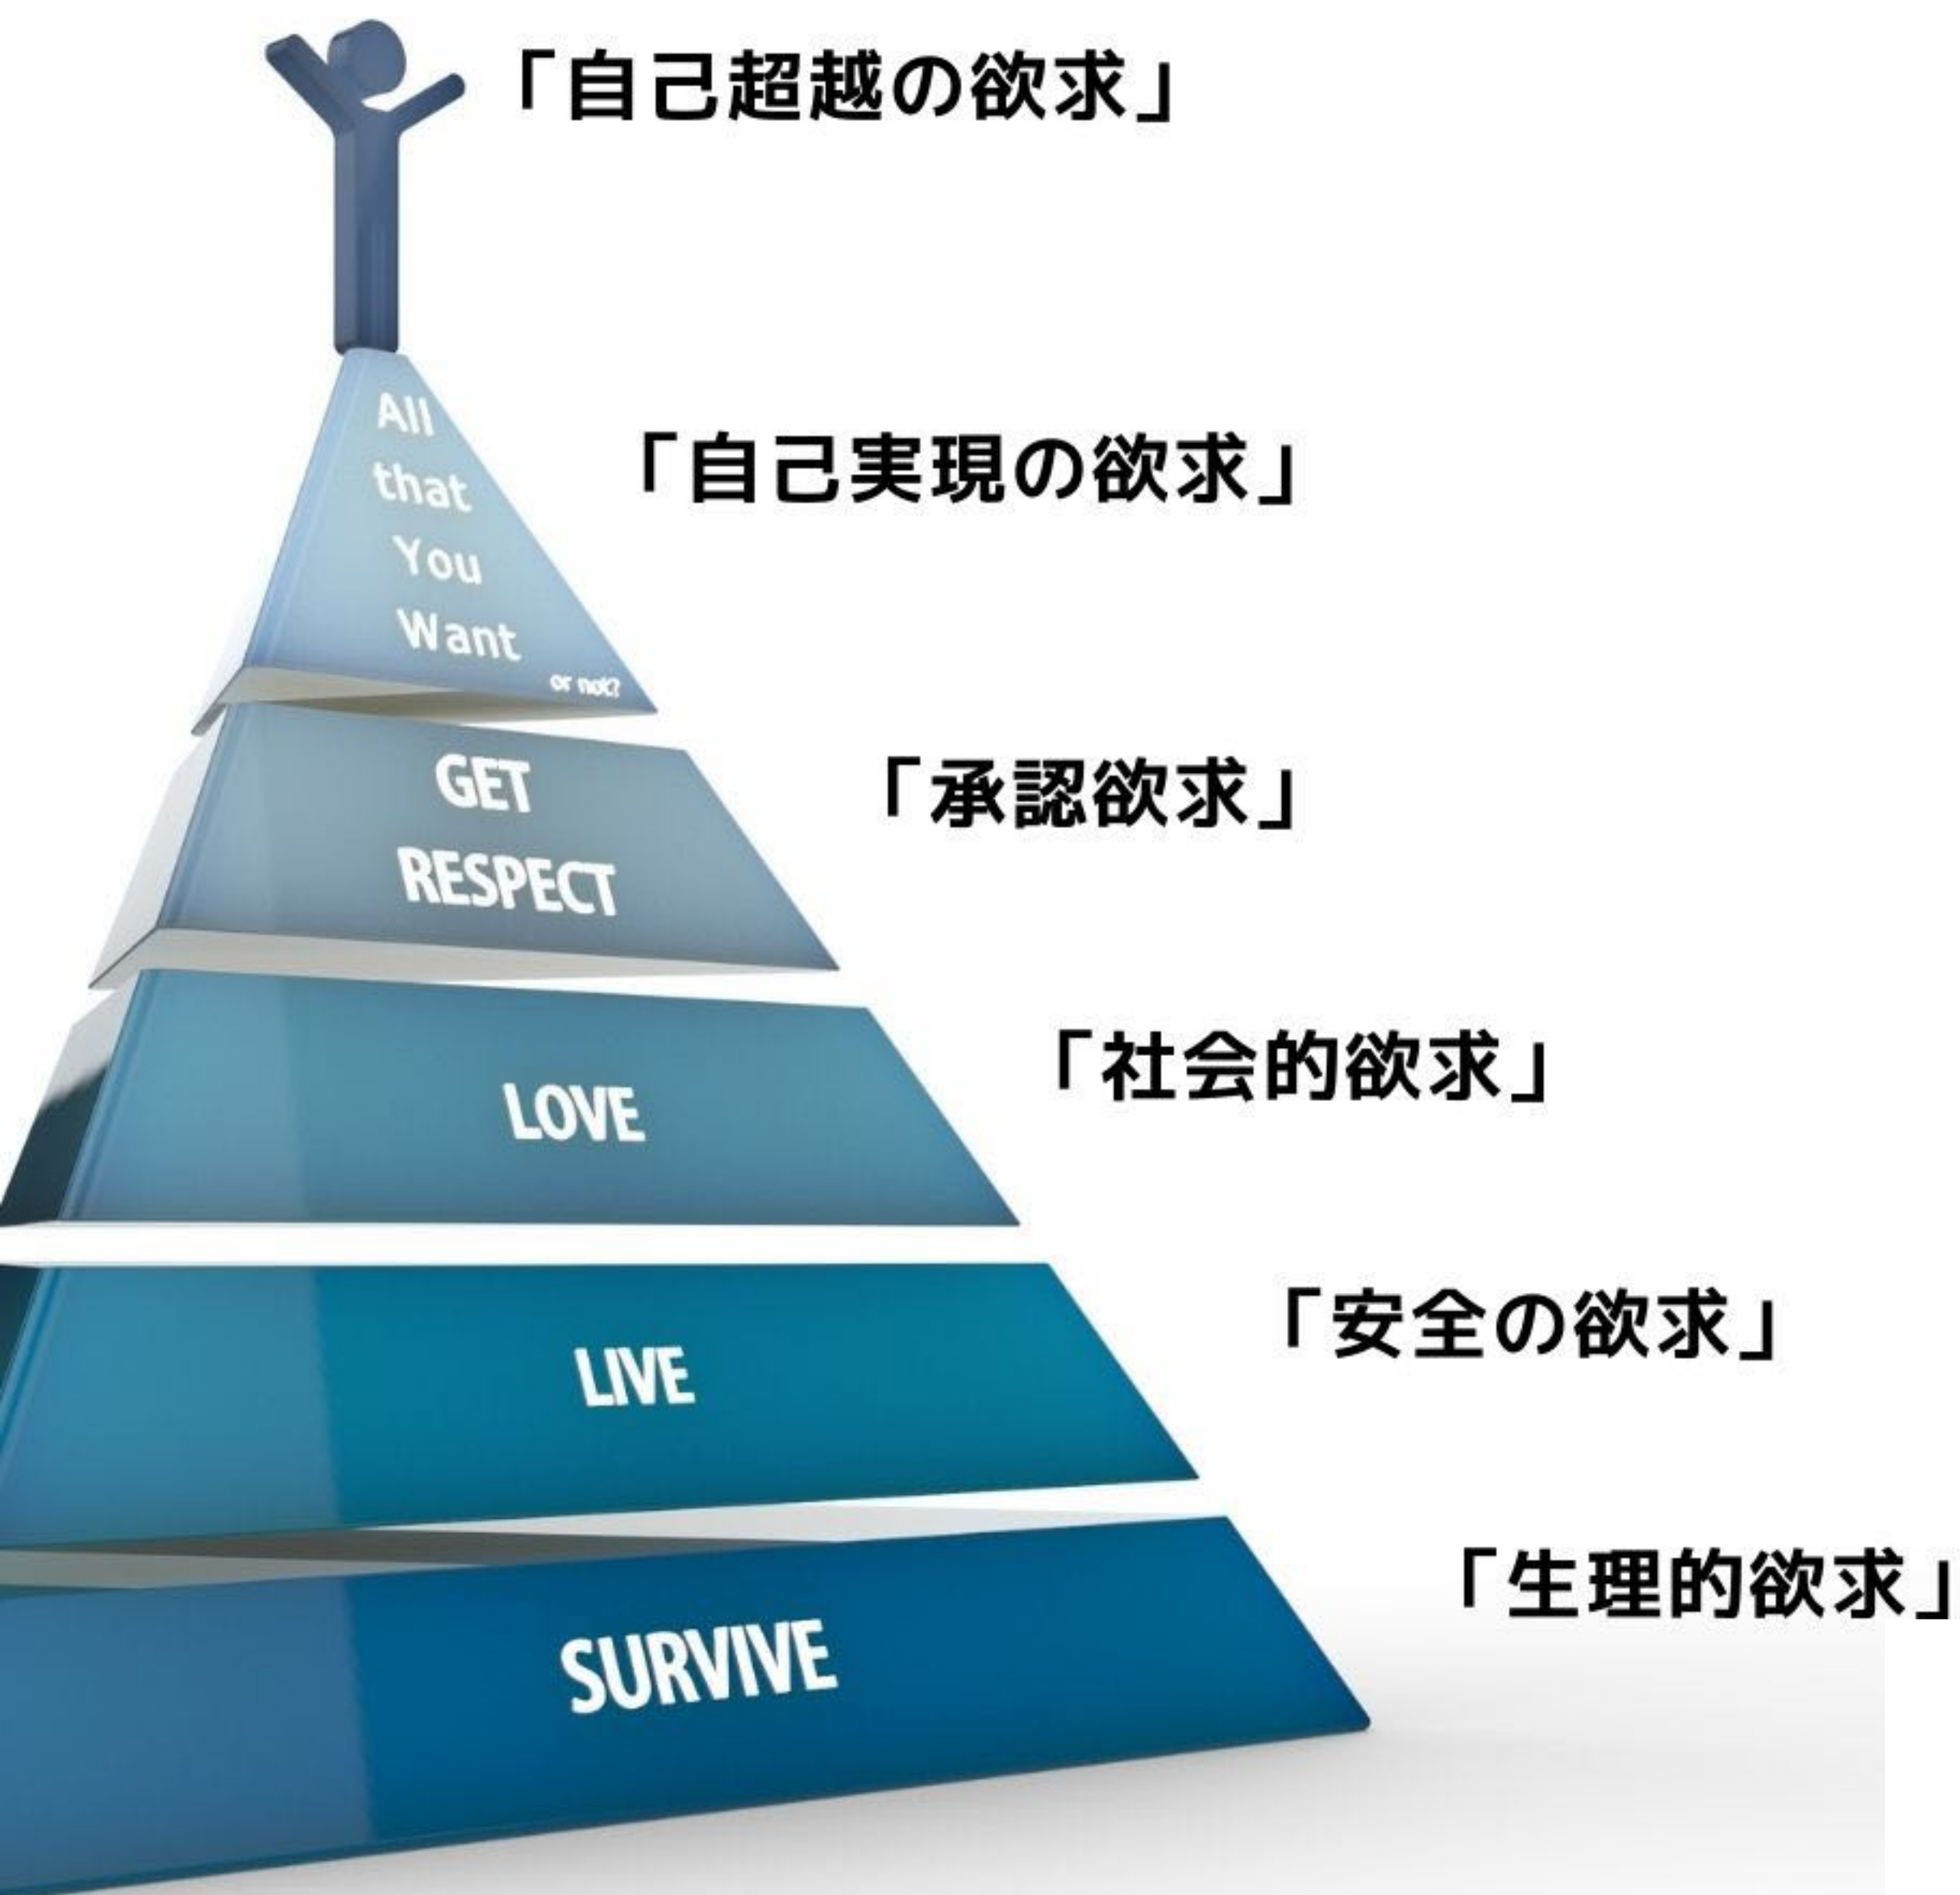 「自己超越の欲求」
All
that
You
Want
or not?
「自己実現の欲求」
GET
RESPECT
「承認欲求」
LOVE
「社会的欲求」
LIVE
「安全の欲求」
SURVIVE
「生理的欲求」